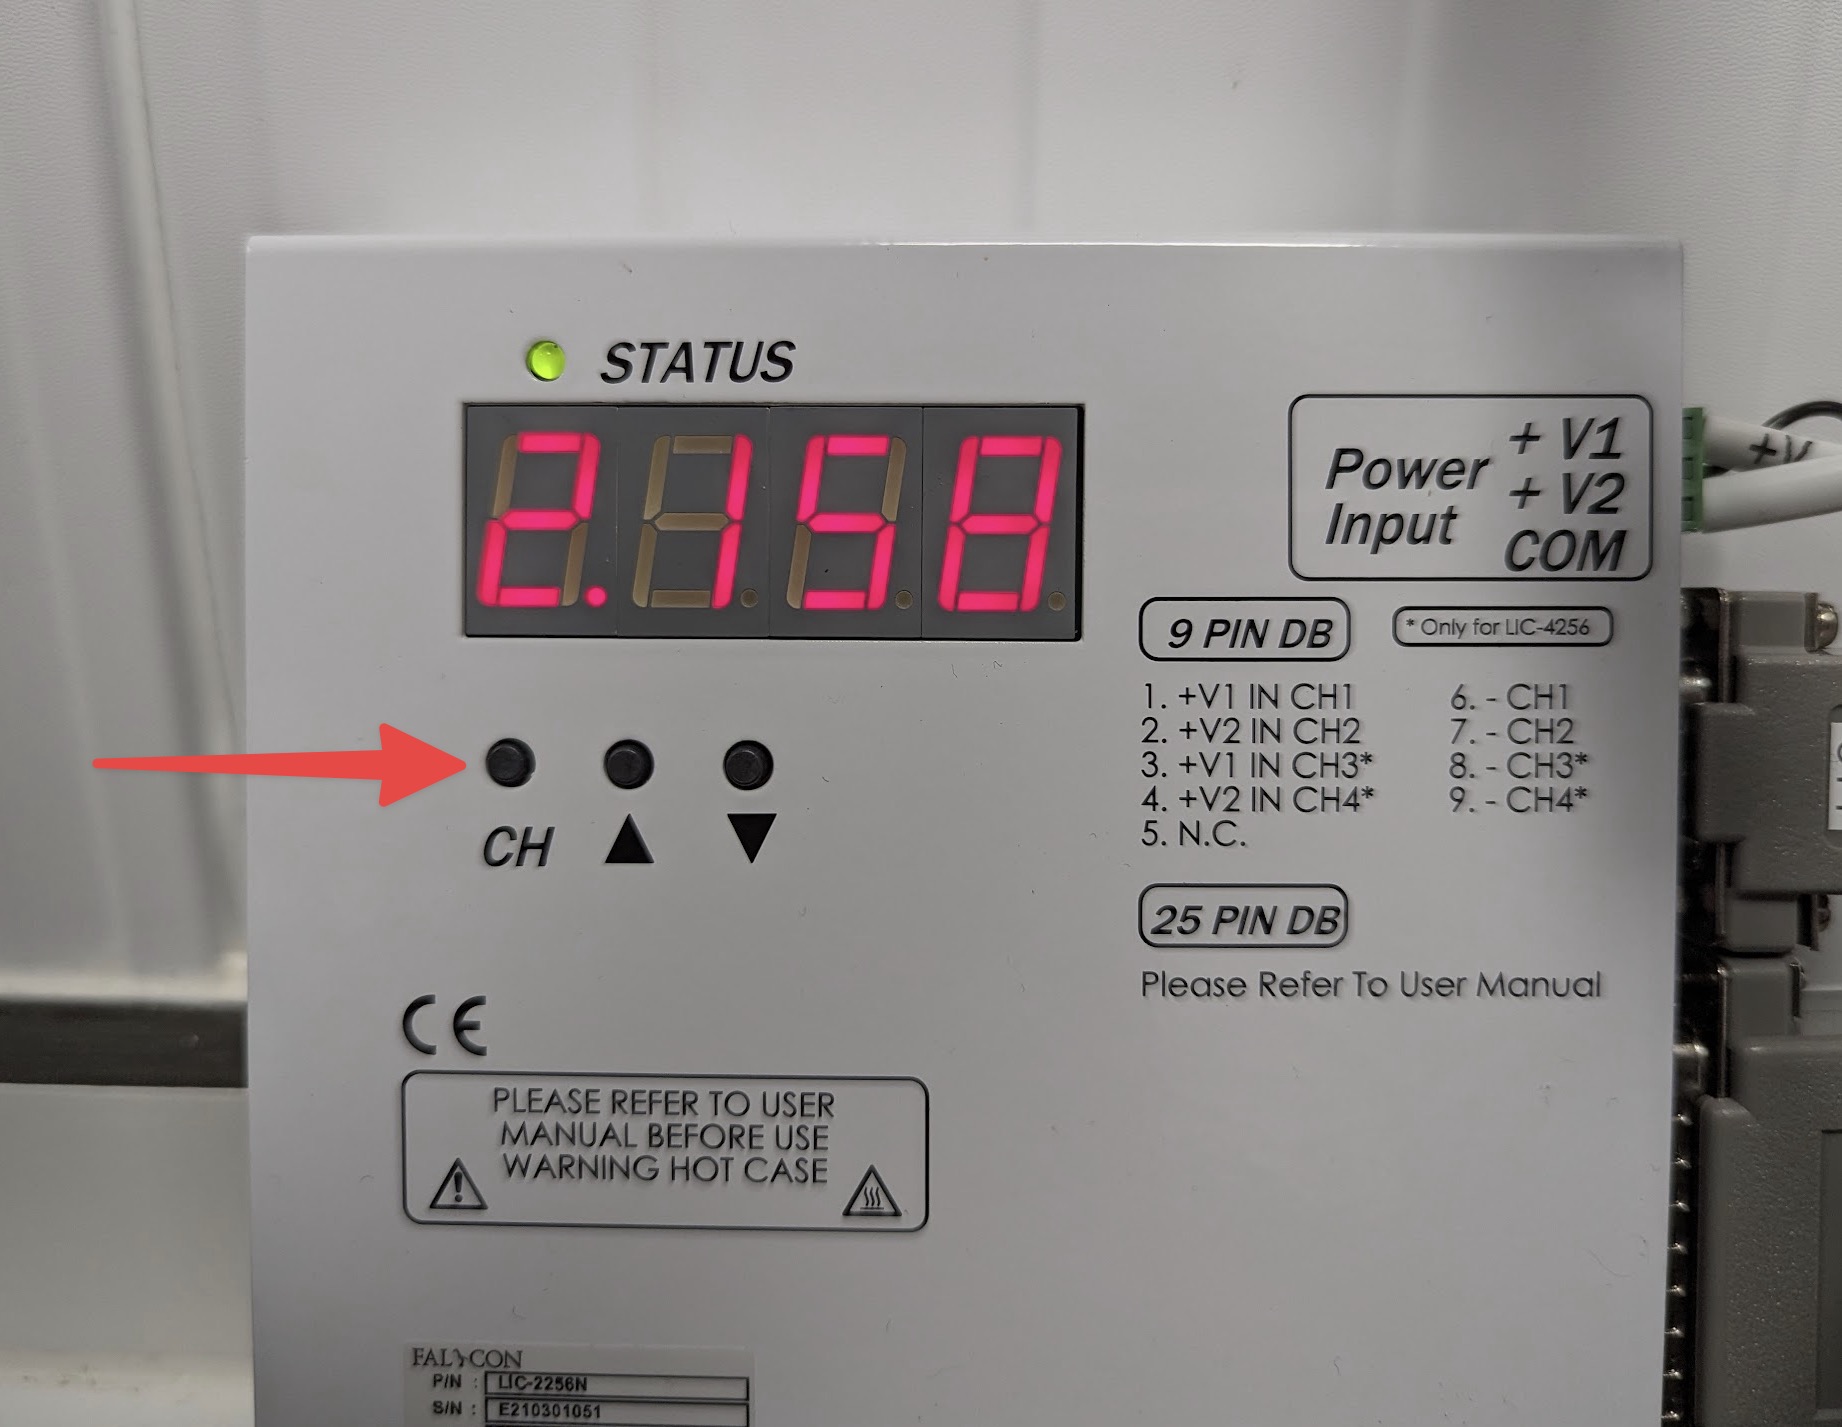 STATUS
2.158
CH ▲ ▼
Power Input
+ V1
+ V2
COM
9 PIN DB
* Only for LIC-4256
1. +V1 IN CH1
2. +V2 IN CH2
3. +V1 IN CH3*
4. +V2 IN CH4*
5. N.C.
6. - CH1
7. - CH2
8. - CH3*
9. - CH4*
25 PIN DB
Please Refer To User Manual
CE
PLEASE REFER TO USER
MANUAL BEFORE USE
WARNING HOT CASE
FALCON
P/N : LIC-2256N
S/N : E210301051